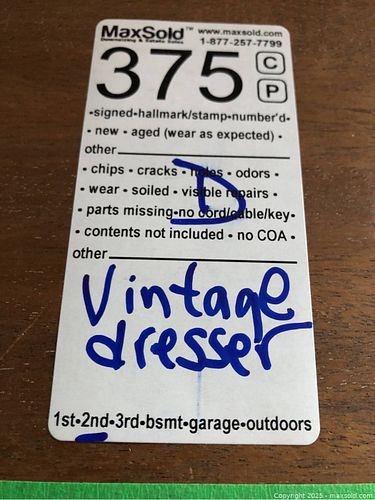 MaxSold™ www.maxsold.com
Downsizing & Estate Sales 1-877-257-7799
375 C
P
•signed•hallmark/stamp•number'd•
• new • aged (wear as expected) •
other
• chips • cracks • holes • odors •
• wear • soiled • visible repairs •
D
• parts missing•no cord/cable/key•
• contents not included • no COA •
other
Vintage
dresser
1st•2nd•3rd•bsmt•garage•outdoors
Copyright 2025 - maxsold.com